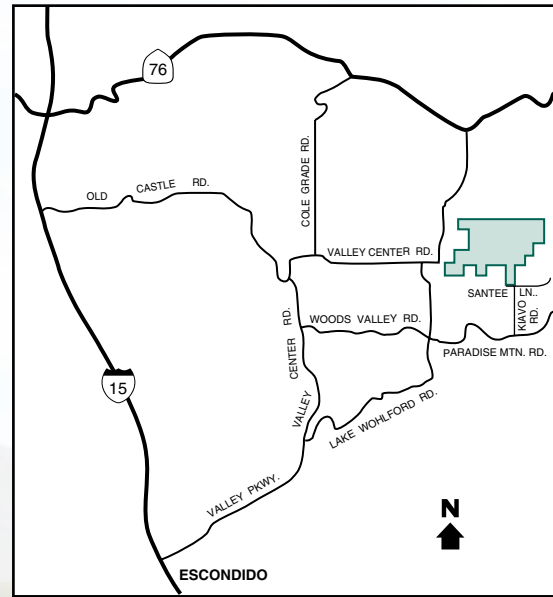 76
OLD CASTLE RD.
COLE GRADE RD.
VALLEY CENTER RD.
SANTEE LN..
KIAVO RD.
WOODS VALLEY RD.
PARADISE MTN. RD.
VALLEY CENTER RD.
15
LAKE WOHLFORD RD.
VALLEY PKWY.
N
ESCONDIDO